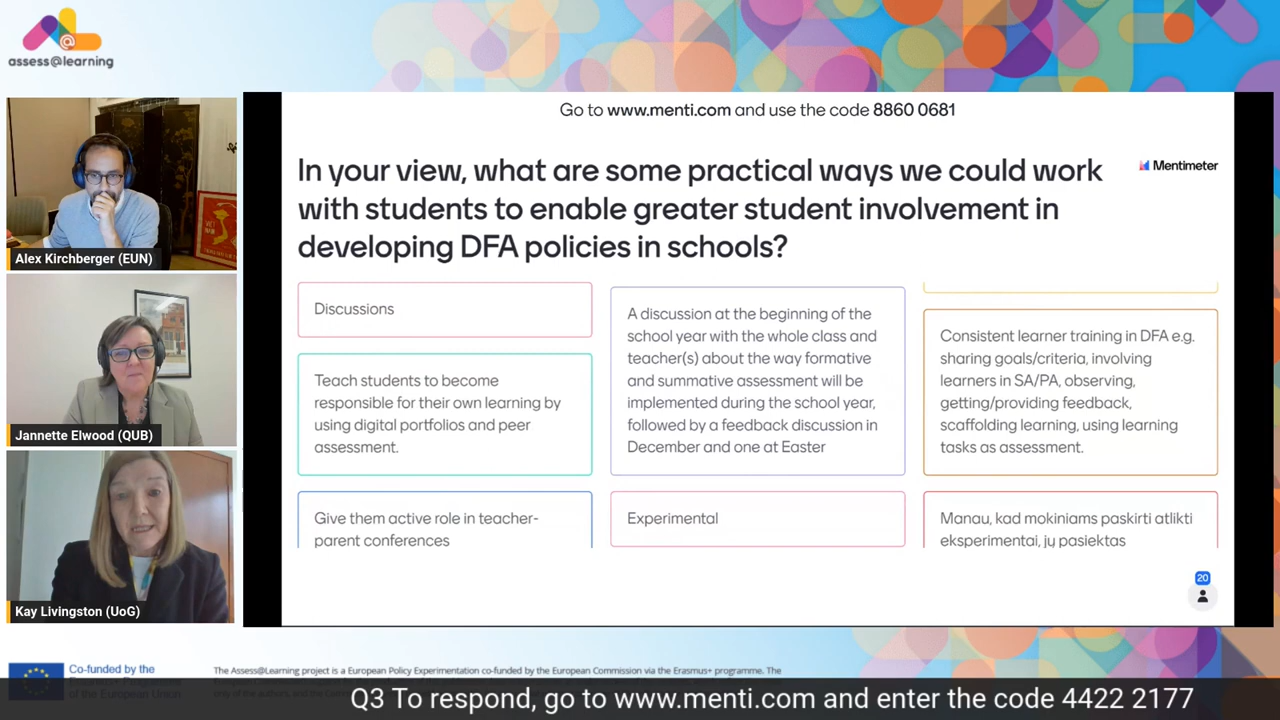 assess@learning
Alex Kirchberger (EUN)
Jannette Elwood (QUB)
Kay Livingston (UoG)
Go to www.menti.com and use the code 8860 0681
In your view, what are some practical ways we could work
with students to enable greater student involvement in
developing DFA policies in schools?
Mentimeter
Discussions
Teach students to become
responsible for their own learning by
using digital portfolios and peer
assessment.
Give them active role in teacher-
parent conferences
A discussion at the beginning of the
school year with the whole class and
teacher(s) about the way formative
and summative assessment will be
implemented during the school year,
followed by a feedback discussion in
December and one at Easter
Experimental
Consistent learner training in DFA e.g.
sharing goals/criteria, involving
learners in SA/PA, observing,
getting/providing feedback,
scaffolding learning, using learning
tasks as assessment.
Manau, kad mokiniams paskirti atlikti
eksperimentai, jų pasiektas
20
Co-funded by the
Erasmus+ Programme
of the European Union
The Assess@Learning project is a European Policy Experimentation co-funded by the European Commission via the Erasmus+ programme. The
Q3 To respond, go to www.menti.com and enter the code 4422 2177